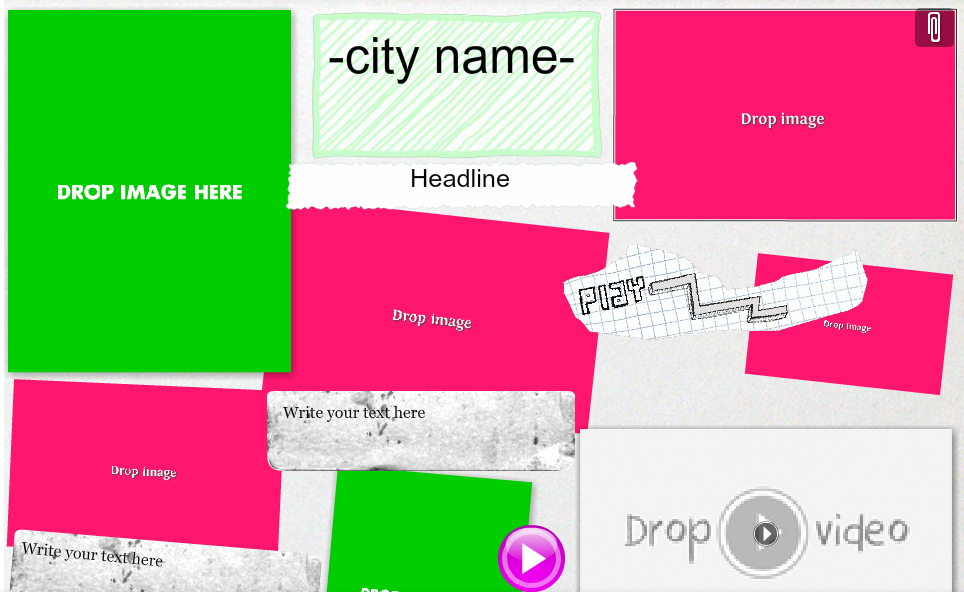 -city name-
Drop image
DROP IMAGE HERE
Headline
Play
Drop image
Drop image
Write your text here
Drop image
Drop video
Write your text here